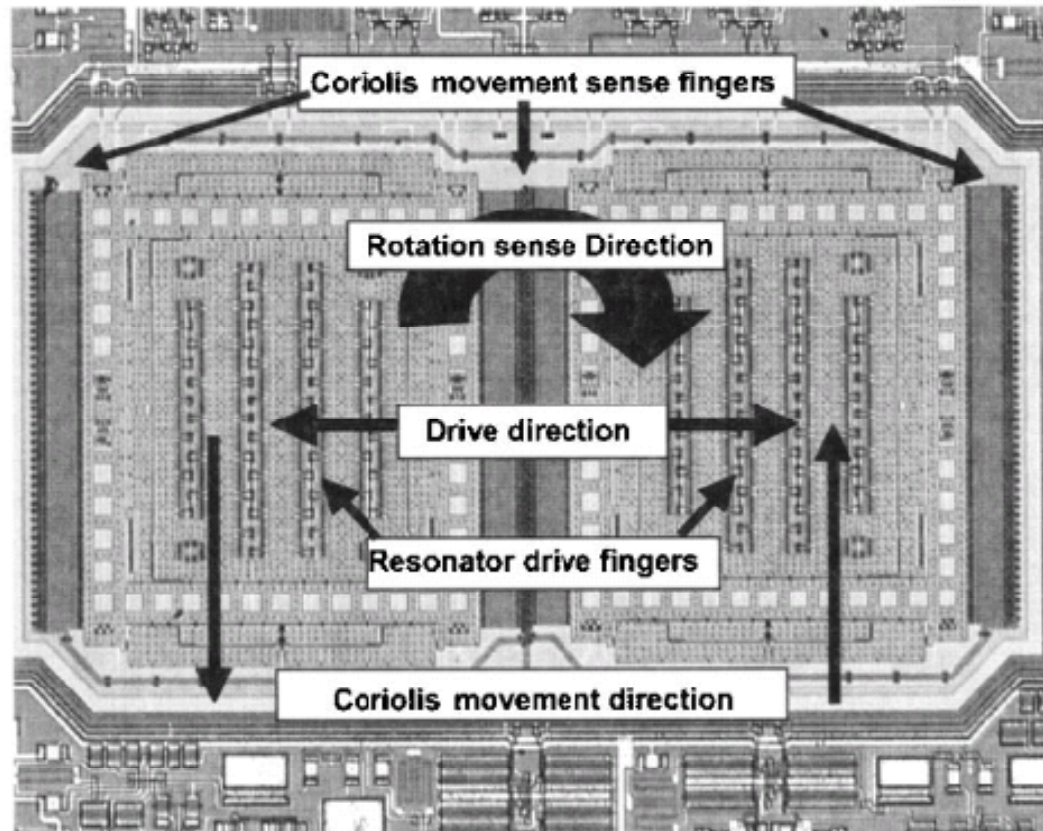 Coriolis movement sense fingers
Rotation sense Direction
Drive direction
Resonator drive fingers
Coriolis movement direction